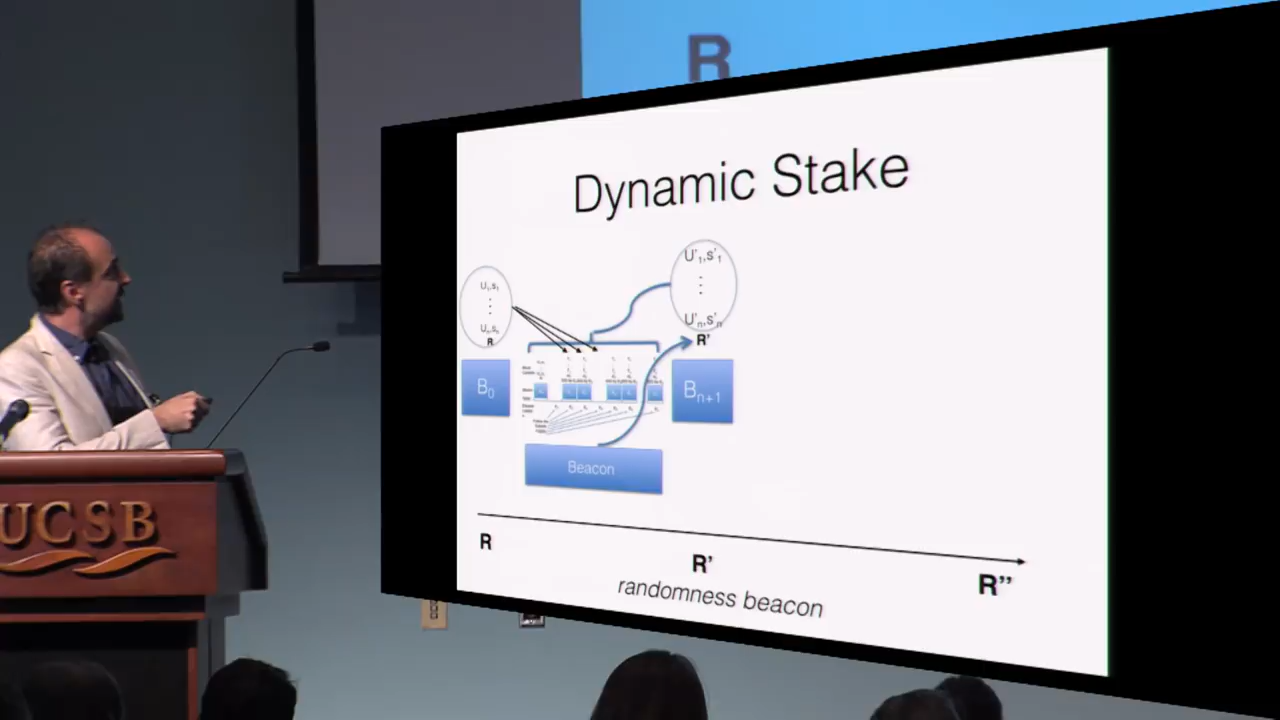 R
Dynamic Stake
U₁,s₁
⋮
Uₙ,sₙ
R
U'₁,s'₁
⋮
U'ₙ,s'ₙ
R'
B₀
Bₙ₊₁
Beacon
R
R'
R''
randomness beacon
UCSB